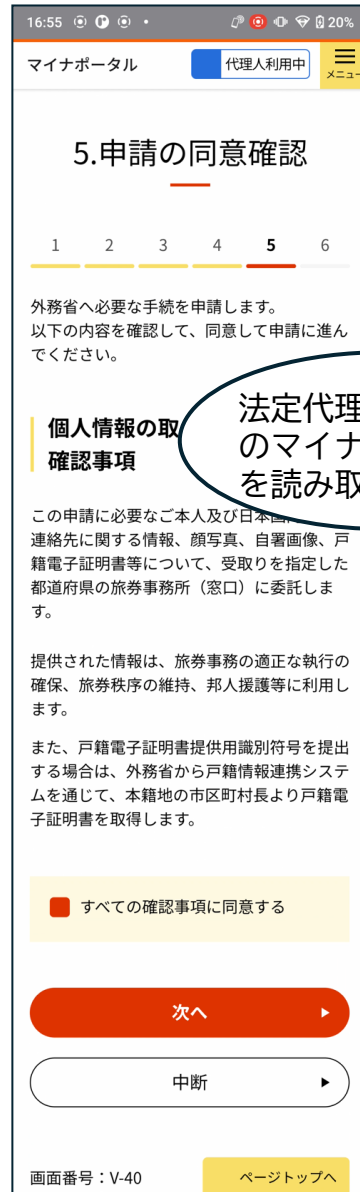 16:55
20%
マイナポータル
代理人利用中
メニュー
5.申請の同意確認
1 2 3 4 5 6
外務省へ必要な手続を申請します。
以下の内容を確認して、同意して申請に進ん
でください。
個人情報の取
確認事項
法定代理
のマイナ
を読み取
この申請に必要なご本人及び日本国
連絡先に関する情報、顔写真、自署画像、戸
籍電子証明書等について、受取りを指定した
都道府県の旅券事務所（窓口）に委託しま
す。
提供された情報は、旅券事務の適正な執行の
確保、旅券秩序の維持、邦人援護等に利用し
ます。
また、戸籍電子証明書提供用識別符号を提出
する場合は、外務省から戸籍情報連携システ
ムを通じて、本籍地の市区町村長より戸籍電
子証明書を取得します。
すべての確認事項に同意する
次へ
中断
画面番号：V-40
ページトップへ